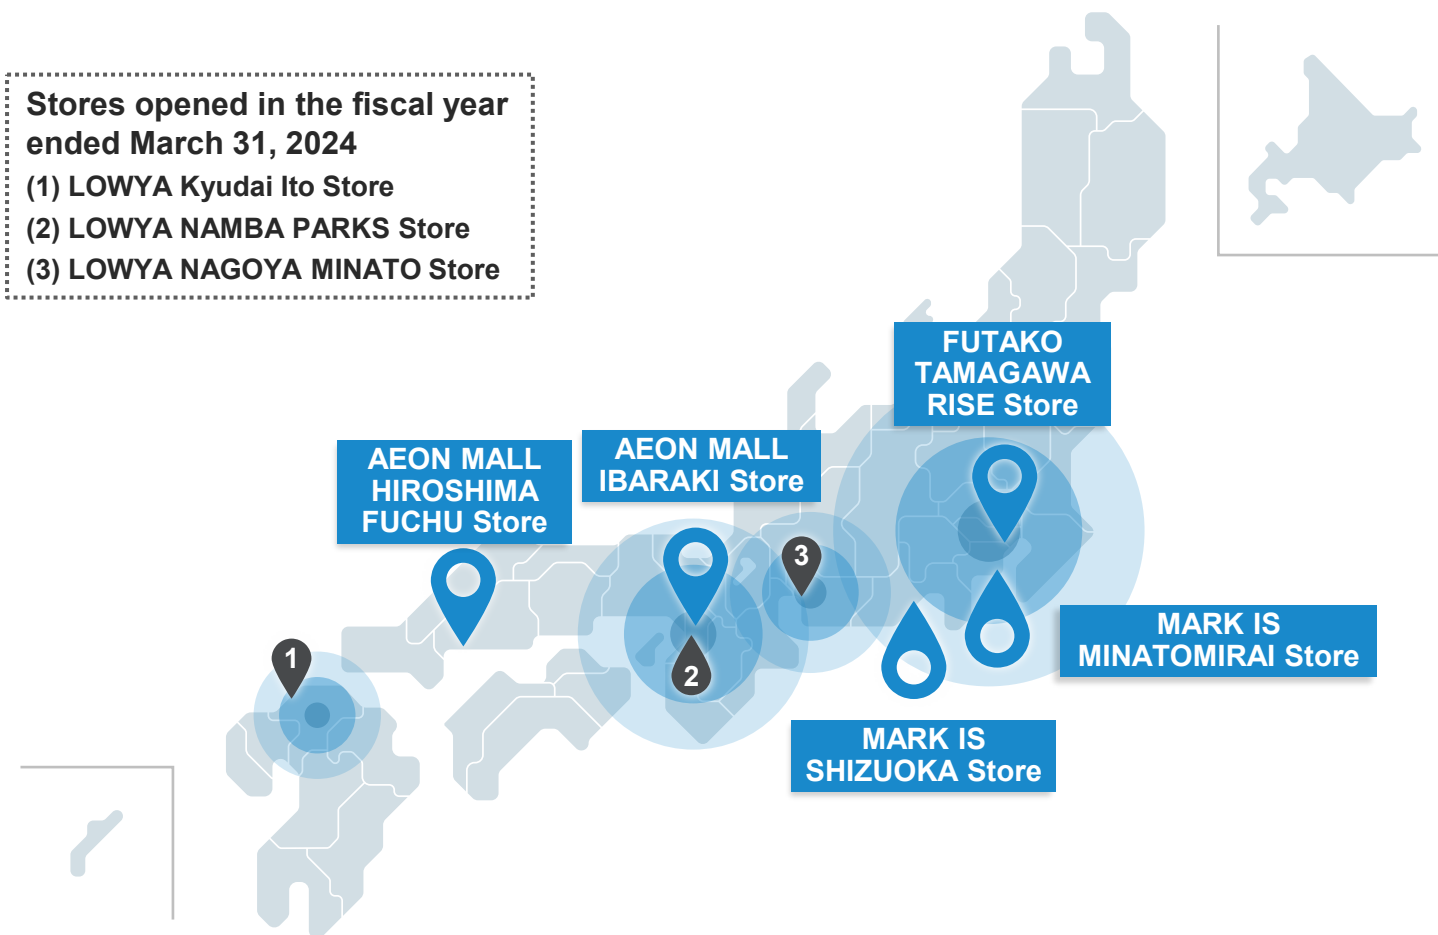 Stores opened in the fiscal year
ended March 31, 2024
(1) LOWYA Kyudai Ito Store
(2) LOWYA NAMBA PARKS Store
(3) LOWYA NAGOYA MINATO Store
FUTAKO
TAMAGAWA
RISE Store
AEON MALL
IBARAKI Store
AEON MALL
HIROSHIMA
FUCHU Store
3
1
2
MARK IS
MINATOMIRAI Store
MARK IS
SHIZUOKA Store